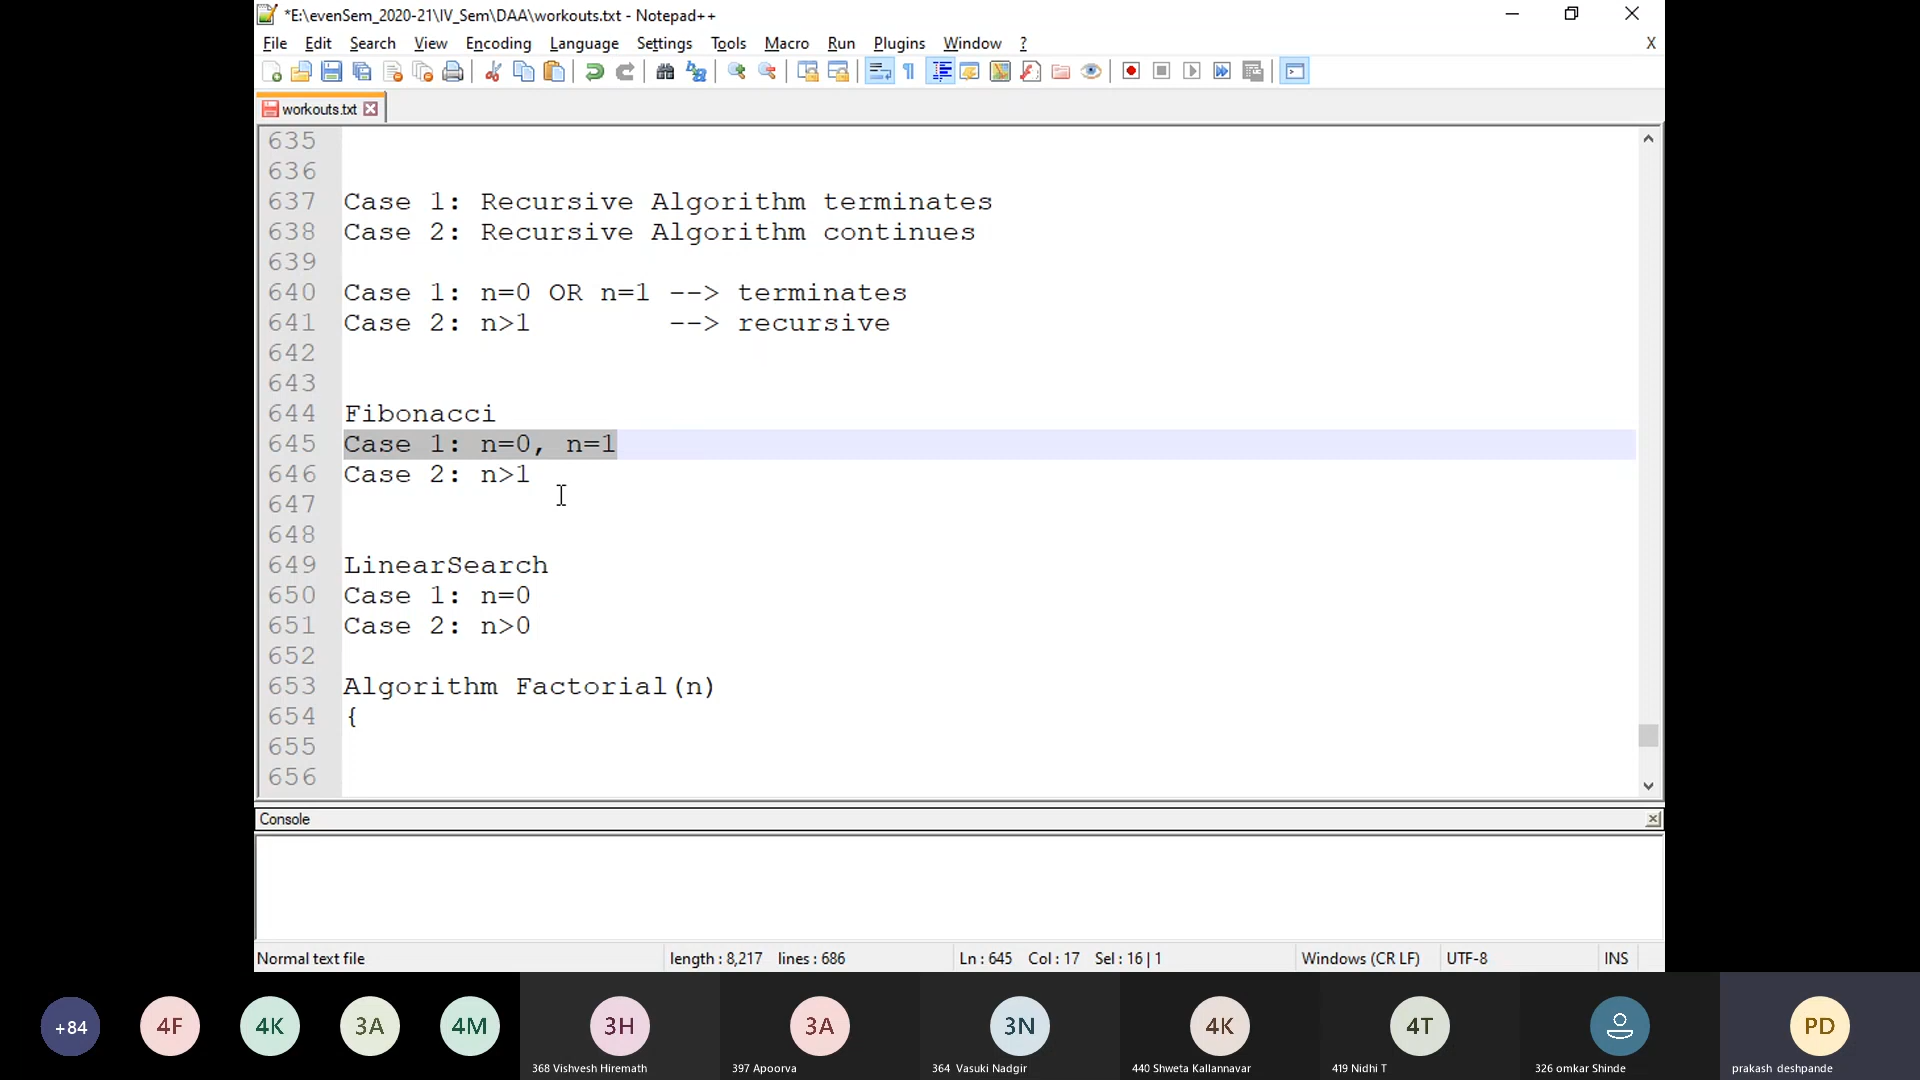 *E:\evenSem_2020-21\IV_Sem\DAA\workouts.txt - Notepad++
File Edit Search View Encoding Language Settings Tools Macro Run Plugins Window ? X
workouts.txt
635
636
637 Case 1: Recursive Algorithm terminates
638 Case 2: Recursive Algorithm continues
639
640 Case 1: n=0 OR n=1 --> terminates
641 Case 2: n>1 --> recursive
642
643
644 Fibonacci
645 Case 1: n=0, n=1
646 Case 2: n>1
647
648
649 LinearSearch
650 Case 1: n=0
651 Case 2: n>0
652
653 Algorithm Factorial(n)
654 {
655
656
Console
Normal text file length : 8,217 lines : 686 Ln : 645 Col : 17 Sel : 16 | 1 Windows (CR LF) UTF-8 INS
+84 4F 4K 3A 4M 3H 3A 3N 4K 4T PD
368 Vishvesh Hiremath 397 Apoorva 364 Vasuki Nadgir 440 Shweta Kallannavar 419 Nidhi T 326 omkar Shinde prakash deshpande